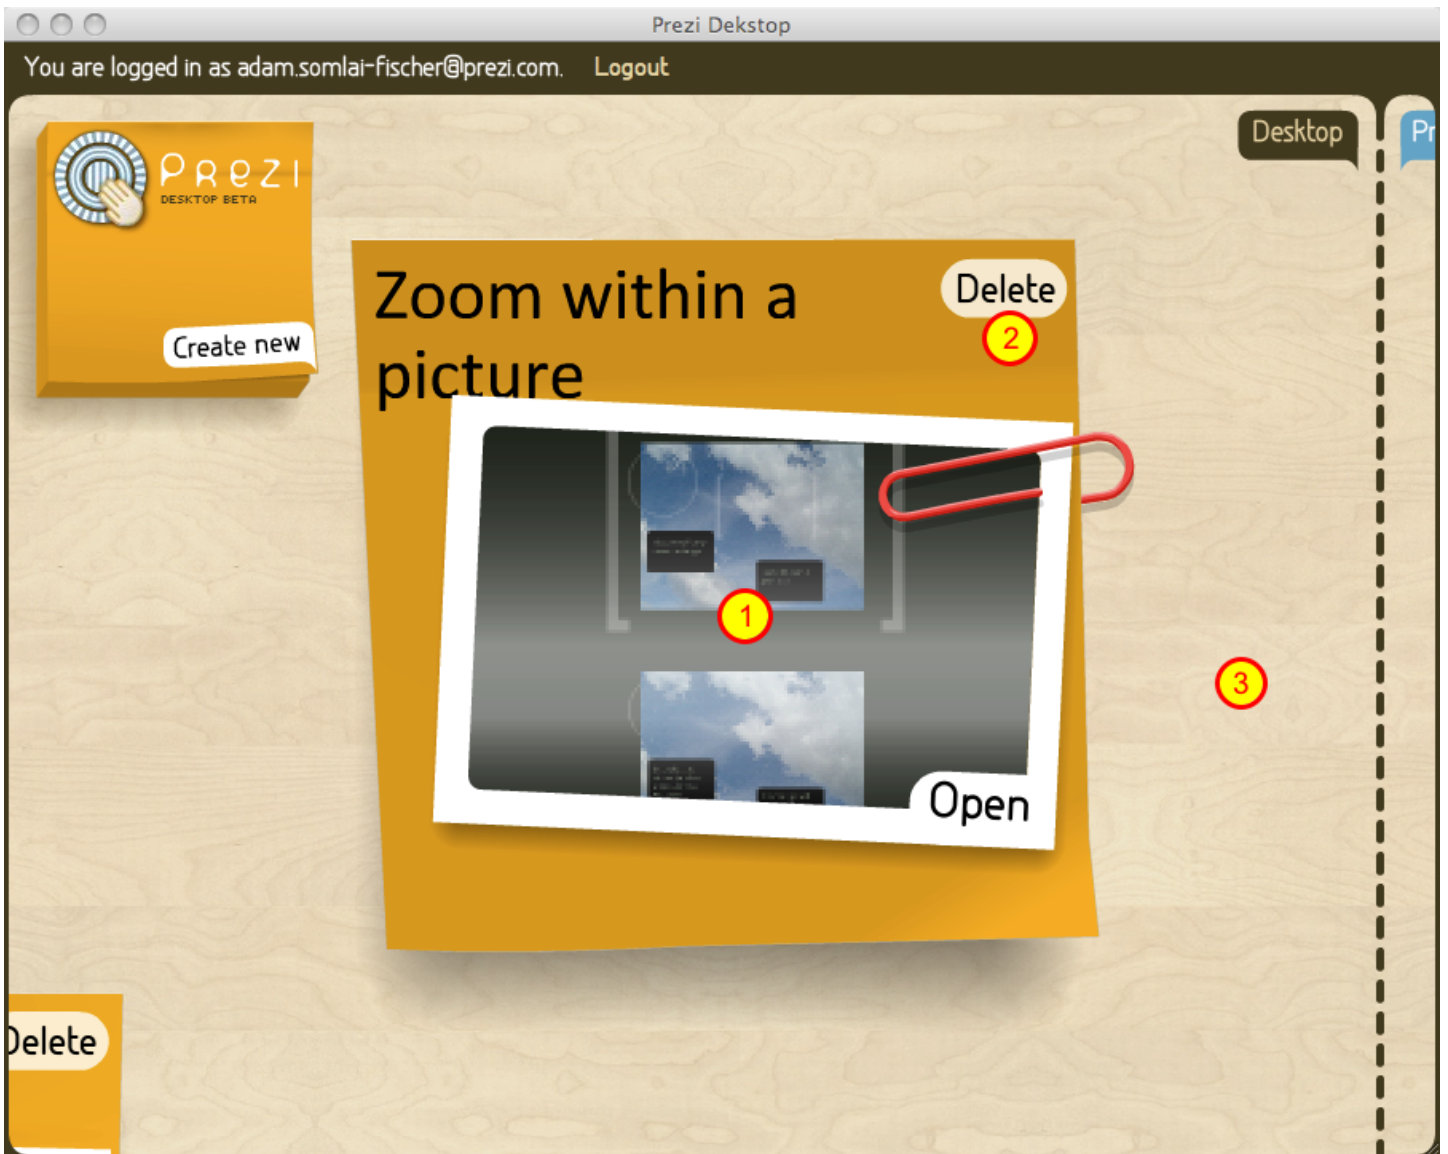 Prezi Dekstop
You are logged in as adam.somlai-fischer@prezi.com. Logout
Desktop
Pr
PREZI
DESKTOP BETA
Create new
Zoom within a
picture
Delete
2
1
3
Open
Delete